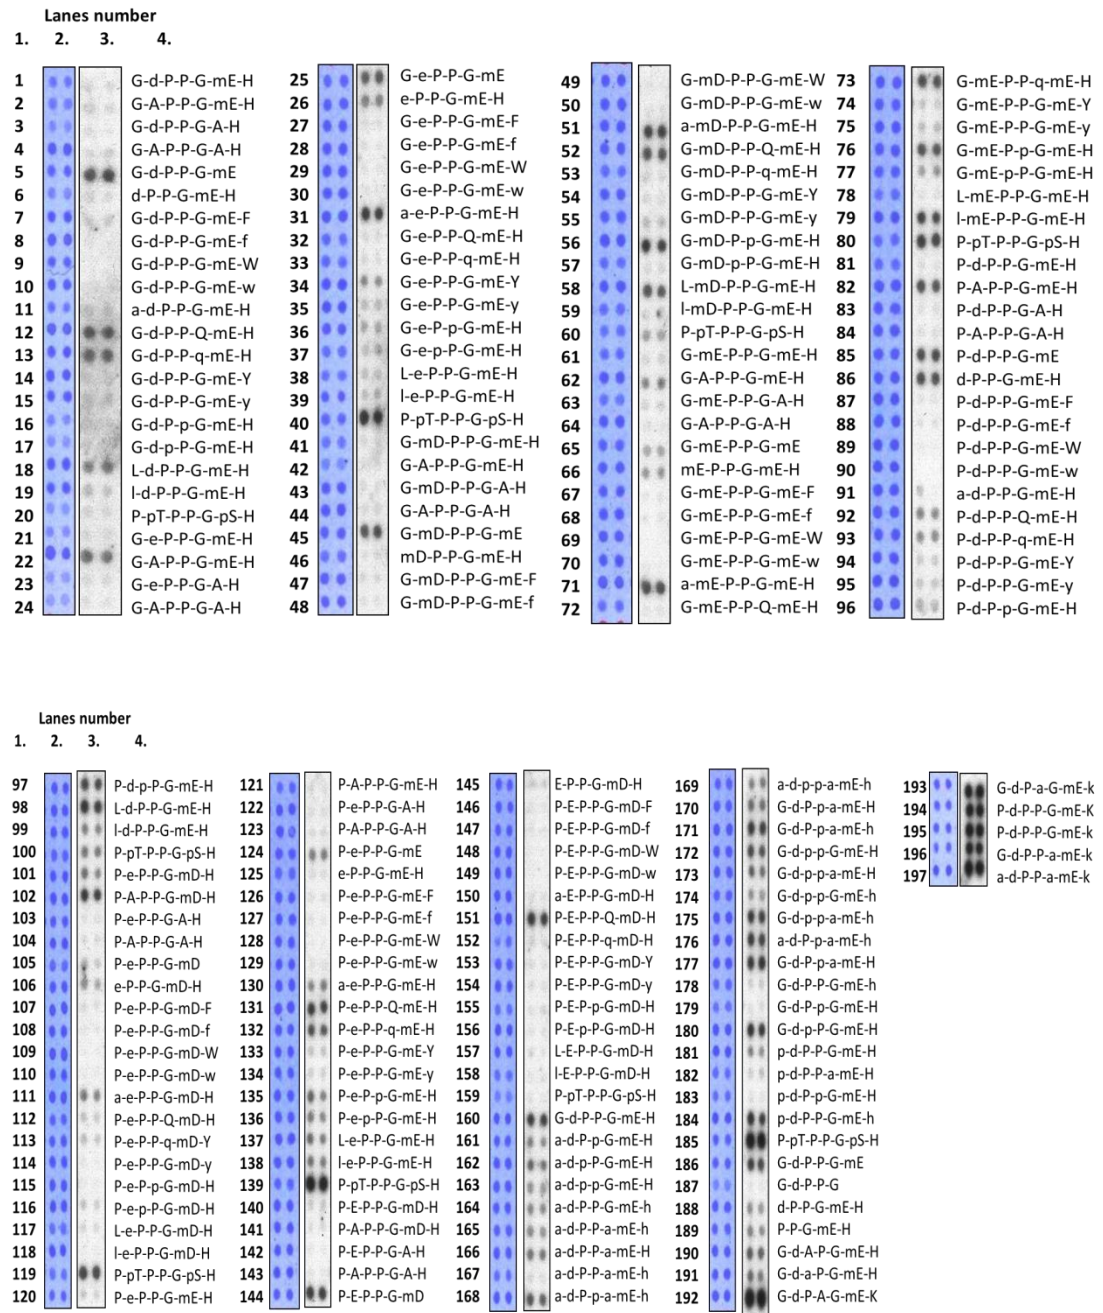 Lanes number
1. 2. 3. 4.
1 G-d-P-P-G-mE-H
2 G-A-P-P-G-mE-H
3 G-d-P-P-G-A-H
4 G-A-P-P-G-A-H
5 G-d-P-P-G-mE
6 d-P-P-G-mE-H
7 G-d-P-P-G-mE-F
8 G-d-P-P-G-mE-f
9 G-d-P-P-G-mE-W
10 G-d-P-P-G-mE-w
11 a-d-P-P-G-mE-H
12 G-d-P-P-Q-mE-H
13 G-d-P-P-q-mE-H
14 G-d-P-P-G-mE-Y
15 G-d-P-P-G-mE-y
16 G-d-P-p-G-mE-H
17 G-d-p-P-G-mE-H
18 L-d-P-P-G-mE-H
19 l-d-P-P-G-mE-H
20 P-pT-P-P-G-pS-H
21 G-e-P-P-G-mE-H
22 G-A-P-P-G-mE-H
23 G-e-P-P-G-A-H
24 G-A-P-P-G-A-H
25 G-e-P-P-G-mE
26 e-P-P-G-mE-H
27 G-e-P-P-G-mE-F
28 G-e-P-P-G-mE-f
29 G-e-P-P-G-mE-W
30 G-e-P-P-G-mE-w
31 a-e-P-P-G-mE-H
32 G-e-P-P-Q-mE-H
33 G-e-P-P-q-mE-H
34 G-e-P-P-G-mE-Y
35 G-e-P-P-G-mE-y
36 G-e-P-p-G-mE-H
37 G-e-p-P-G-mE-H
38 L-e-P-P-G-mE-H
39 l-e-P-P-G-mE-H
40 P-pT-P-P-G-pS-H
41 G-mD-P-P-G-mE-H
42 G-A-P-P-G-mE-H
43 G-mD-P-P-G-A-H
44 G-A-P-P-G-A-H
45 G-mD-P-P-G-mE
46 mD-P-P-G-mE-H
47 G-mD-P-P-G-mE-F
48 G-mD-P-P-G-mE-f
49 G-mD-P-P-G-mE-W
50 G-mD-P-P-G-mE-w
51 a-mD-P-P-G-mE-H
52 G-mD-P-P-Q-mE-H
53 G-mD-P-P-q-mE-H
54 G-mD-P-P-G-mE-Y
55 G-mD-P-P-G-mE-y
56 G-mD-P-p-G-mE-H
57 G-mD-p-P-G-mE-H
58 L-mD-P-P-G-mE-H
59 l-mD-P-P-G-mE-H
60 P-pT-P-P-G-pS-H
61 G-mE-P-P-G-mE-H
62 G-A-P-P-G-mE-H
63 G-mE-P-P-G-A-H
64 G-A-P-P-G-A-H
65 G-mE-P-P-G-mE
66 mE-P-P-G-mE-H
67 G-mE-P-P-G-mE-F
68 G-mE-P-P-G-mE-f
69 G-mE-P-P-G-mE-W
70 G-mE-P-P-G-mE-w
71 a-mE-P-P-G-mE-H
72 G-mE-P-P-Q-mE-H
73 G-mE-P-P-q-mE-H
74 G-mE-P-P-G-mE-Y
75 G-mE-P-P-G-mE-y
76 G-mE-P-p-G-mE-H
77 G-mE-p-P-G-mE-H
78 L-mE-P-P-G-mE-H
79 l-mE-P-P-G-mE-H
80 P-pT-P-P-G-pS-H
81 P-d-P-P-G-mE-H
82 P-A-P-P-G-mE-H
83 P-d-P-P-G-A-H
84 P-A-P-P-G-A-H
85 P-d-P-P-G-mE
86 d-P-P-G-mE-H
87 P-d-P-P-G-mE-F
88 P-d-P-P-G-mE-f
89 P-d-P-P-G-mE-W
90 P-d-P-P-G-mE-w
91 a-d-P-P-G-mE-H
92 P-d-P-P-Q-mE-H
93 P-d-P-P-q-mE-H
94 P-d-P-P-G-mE-Y
95 P-d-P-P-G-mE-y
96 P-d-P-p-G-mE-H
Lanes number
1. 2. 3. 4.
97 P-d-p-P-G-mE-H
98 L-d-P-P-G-mE-H
99 l-d-P-P-G-mE-H
100 P-pT-P-P-G-pS-H
101 P-e-P-P-G-mD-H
102 P-A-P-P-G-mD-H
103 P-e-P-P-G-A-H
104 P-A-P-P-G-A-H
105 P-e-P-P-G-mD
106 e-P-P-G-mD-H
107 P-e-P-P-G-mD-F
108 P-e-P-P-G-mD-f
109 P-e-P-P-G-mD-W
110 P-e-P-P-G-mD-w
111 a-e-P-P-G-mD-H
112 P-e-P-P-Q-mD-H
113 P-e-P-P-q-mD-Y
114 P-e-P-P-G-mD-y
115 P-e-P-p-G-mD-H
116 P-e-p-P-G-mD-H
117 L-e-P-P-G-mD-H
118 l-e-P-P-G-mD-H
119 P-pT-P-P-G-pS-H
120 P-e-P-P-G-mE-H
121 P-A-P-P-G-mE-H
122 P-e-P-P-G-A-H
123 P-A-P-P-G-A-H
124 P-e-P-P-G-mE
125 e-P-P-G-mE-H
126 P-e-P-P-G-mE-F
127 P-e-P-P-G-mE-f
128 P-e-P-P-G-mE-W
129 P-e-P-P-G-mE-w
130 a-e-P-P-G-mE-H
131 P-e-P-P-Q-mE-H
132 P-e-P-P-q-mE-H
133 P-e-P-P-G-mE-Y
134 P-e-P-P-G-mE-y
135 P-e-P-p-G-mE-H
136 P-e-p-P-G-mE-H
137 L-e-P-P-G-mE-H
138 l-e-P-P-G-mE-H
139 P-pT-P-P-G-pS-H
140 P-E-P-P-G-mD-H
141 P-A-P-P-G-mD-H
142 P-E-P-P-G-A-H
143 P-A-P-P-G-A-H
144 P-E-P-P-G-mD
145 E-P-P-G-mD-H
146 P-E-P-P-G-mD-F
147 P-E-P-P-G-mD-f
148 P-E-P-P-G-mD-W
149 P-E-P-P-G-mD-w
150 a-E-P-P-G-mD-H
151 P-E-P-P-Q-mD-H
152 P-E-P-P-q-mD-H
153 P-E-P-P-G-mD-Y
154 P-E-P-P-G-mD-y
155 P-E-P-p-G-mD-H
156 P-E-p-P-G-mD-H
157 L-E-P-P-G-mD-H
158 l-E-P-P-G-mD-H
159 P-pT-P-P-G-pS-H
160 G-d-P-P-G-mE-H
161 a-d-P-p-G-mE-H
162 a-d-p-P-G-mE-H
163 a-d-p-p-G-mE-H
164 a-d-P-P-G-mE-h
165 a-d-P-P-a-mE-h
166 a-d-P-P-a-mE-H
167 a-d-P-P-a-mE-h
168 a-d-P-p-a-mE-H
169 a-d-p-p-a-mE-h
170 G-d-P-p-a-mE-H
171 G-d-P-p-a-mE-h
172 G-d-p-p-G-mE-H
173 G-d-p-p-a-mE-H
174 G-d-p-p-G-mE-h
175 G-d-p-p-a-mE-h
176 a-d-P-p-a-mE-h
177 G-d-P-p-a-mE-H
178 G-d-P-P-G-mE-h
179 G-d-P-p-G-mE-H
180 G-d-p-P-G-mE-H
181 p-d-P-P-G-mE-H
182 p-d-P-P-a-mE-H
183 p-d-P-p-G-mE-H
184 p-d-P-P-G-mE-h
185 P-pT-P-P-G-pS-H
186 G-d-P-P-G-mE
187 G-d-P-P-G
188 d-P-P-G-mE-H
189 P-P-G-mE-H
190 G-d-A-P-G-mE-H
191 G-d-a-P-G-mE-H
192 G-d-P-A-G-mE-K
193 G-d-P-a-G-mE-k
194 P-d-P-P-G-mE-K
195 P-d-P-P-G-mE-k
196 G-d-P-P-a-mE-k
197 a-d-P-P-a-mE-k